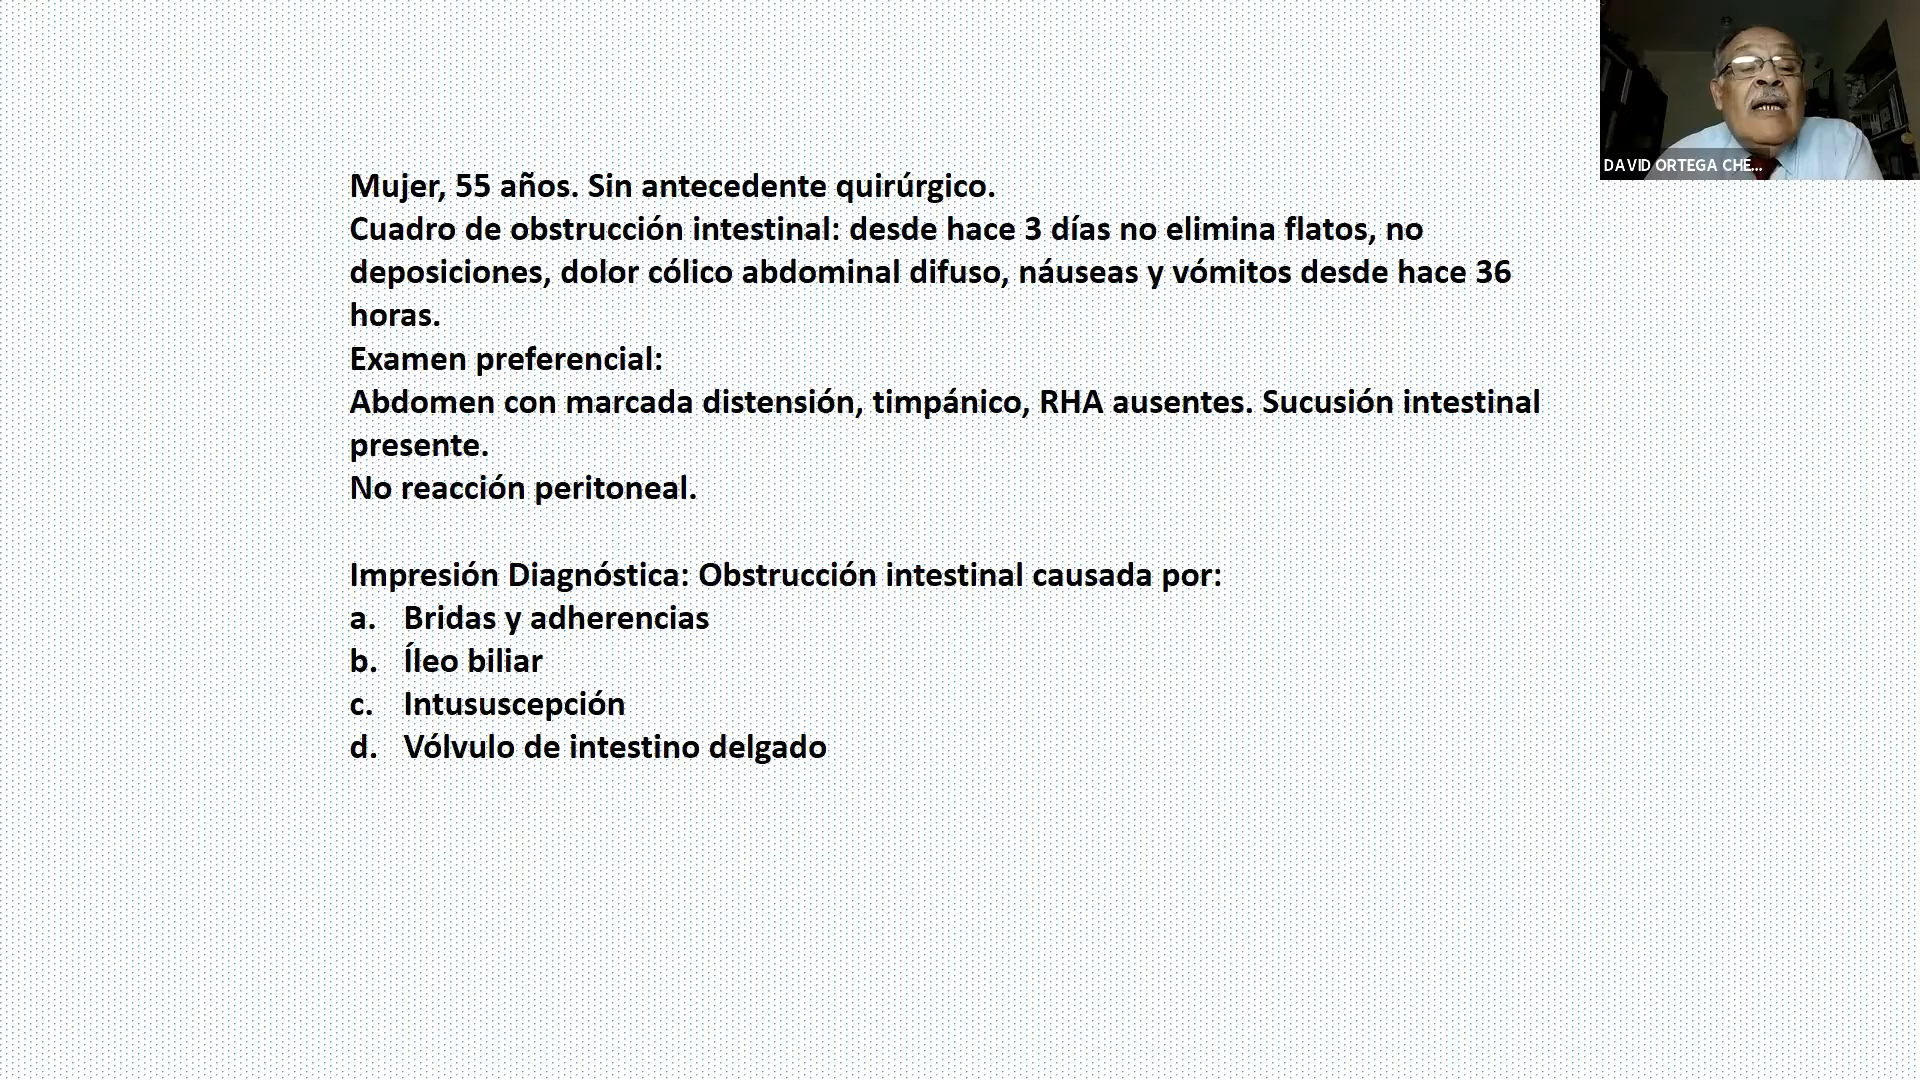 Mujer, 55 años. Sin antecedente quirúrgico.
Cuadro de obstrucción intestinal: desde hace 3 días no elimina flatos, no
deposiciones, dolor cólico abdominal difuso, náuseas y vómitos desde hace 36
horas.
Examen preferencial:
Abdomen con marcada distensión, timpánico, RHA ausentes. Sucusión intestinal
presente.
No reacción peritoneal.
Impresión Diagnóstica: Obstrucción intestinal causada por:
a. Bridas y adherencias
b. Íleo biliar
c. Intususcepción
d. Vólvulo de intestino delgado
DAVID ORTEGA CHE...